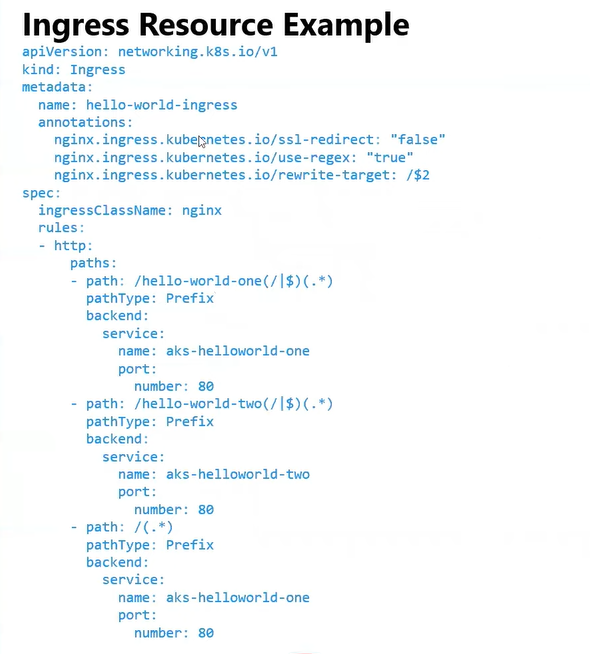 Ingress Resource Example
apiVersion: networking.k8s.io/v1
kind: Ingress
metadata:
  name: hello-world-ingress
  annotations:
    nginx.ingress.kubernetes.io/ssl-redirect: "false"
    nginx.ingress.kubernetes.io/use-regex: "true"
    nginx.ingress.kubernetes.io/rewrite-target: /$2
spec:
  ingressClassName: nginx
  rules:
  - http:
      paths:
      - path: /hello-world-one(/|$)(.*)
        pathType: Prefix
        backend:
          service:
            name: aks-helloworld-one
            port:
              number: 80
      - path: /hello-world-two(/|$)(.*)
        pathType: Prefix
        backend:
          service:
            name: aks-helloworld-two
            port:
              number: 80
      - path: /(.*)
        pathType: Prefix
        backend:
          service:
            name: aks-helloworld-one
            port:
              number: 80